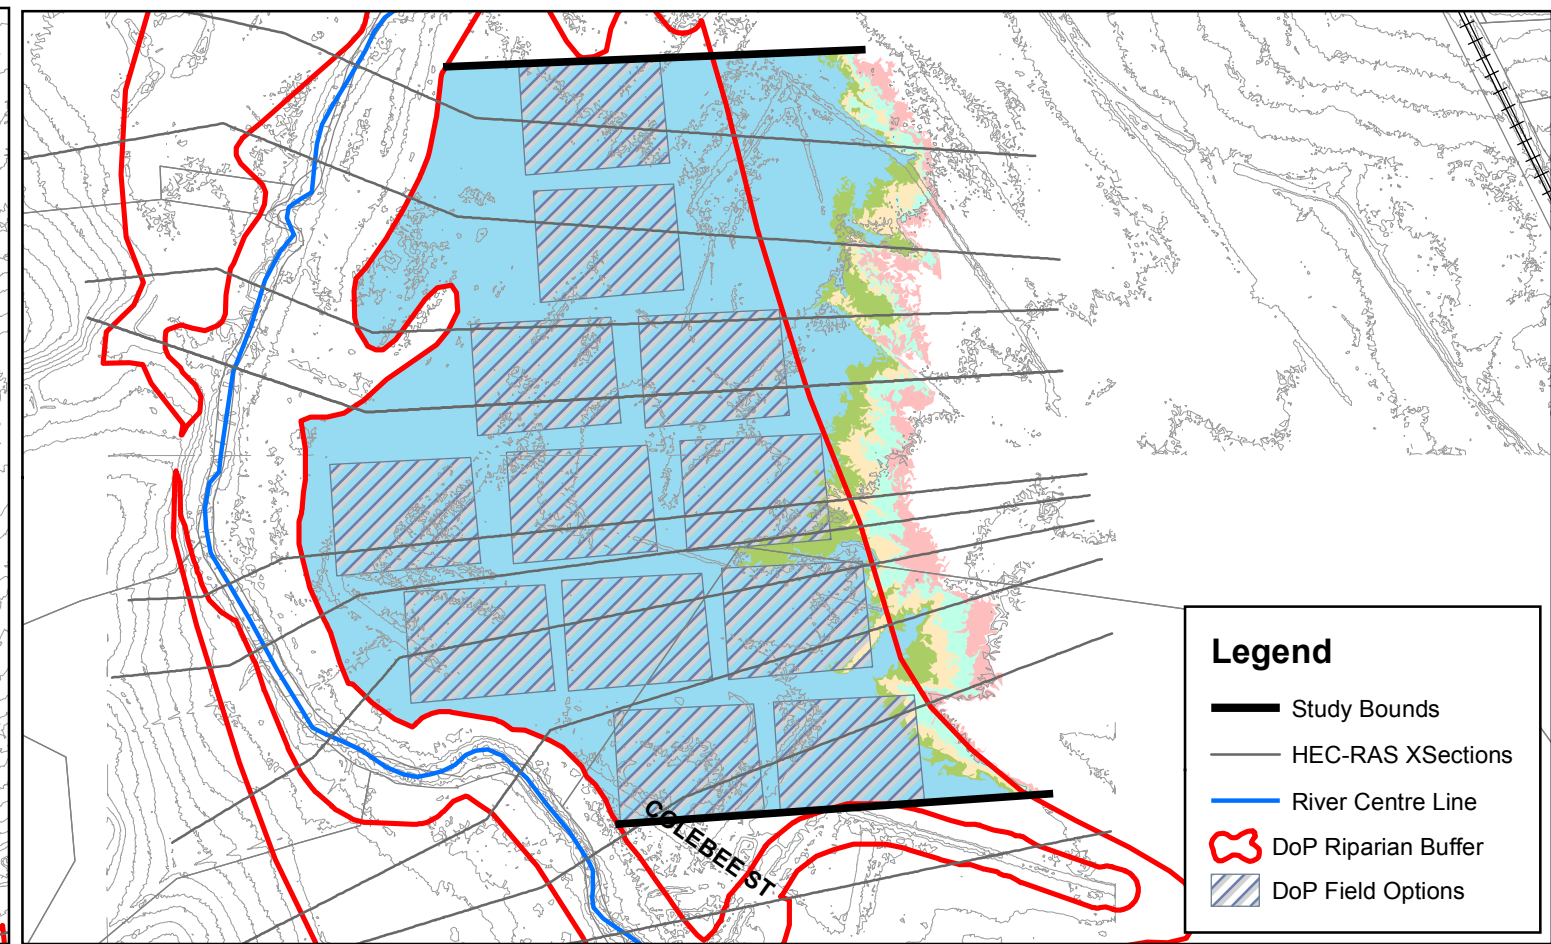 COLEBEE ST
Legend
Study Bounds
HEC-RAS XSections
River Centre Line
DoP Riparian Buffer
DoP Field Options